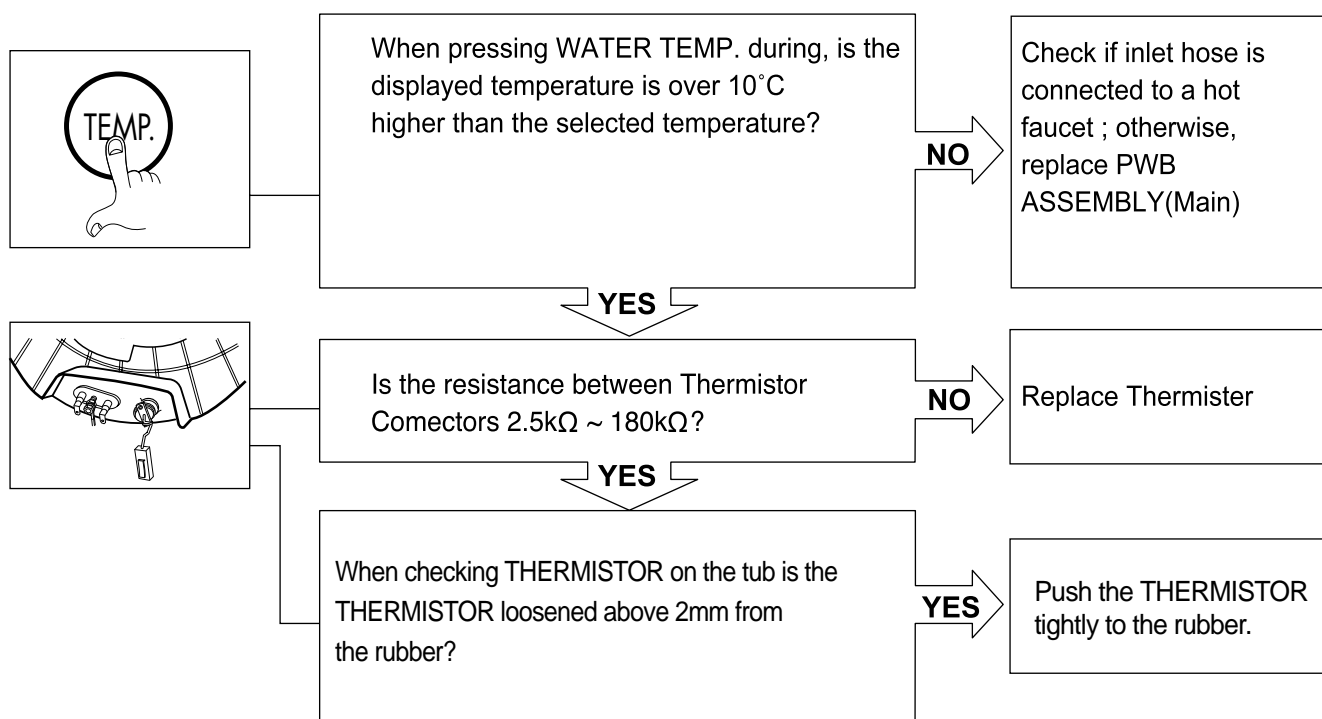 TEMP.
When pressing WATER TEMP. during, is the
displayed temperature is over 10˚C
higher than the selected temperature?
NO
Check if inlet hose is
connected to a hot
faucet ; otherwise,
replace PWB
ASSEMBLY(Main)
YES
Is the resistance between Thermistor
Comectors 2.5kΩ ~ 180kΩ?
NO
Replace Thermister
YES
When checking THERMISTOR on the tub is the
THERMISTOR loosened above 2mm from
the rubber?
YES
Push the THERMISTOR
tightly to the rubber.